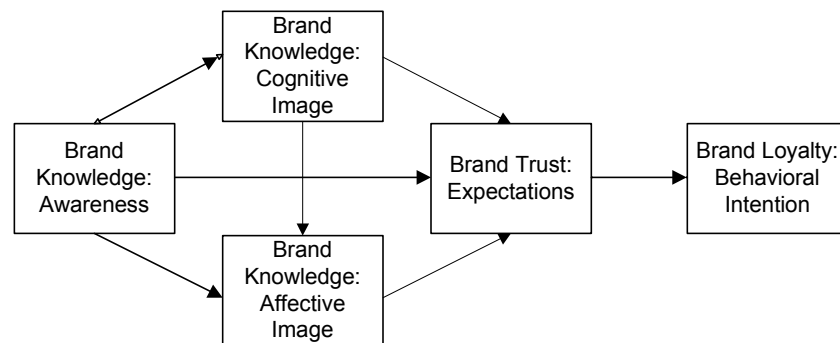 Brand
Knowledge:
Cognitive
Image
Brand
Knowledge:
Awareness
Brand Trust:
Expectations
Brand Loyalty:
Behavioral
Intention
Brand
Knowledge:
Affective
Image